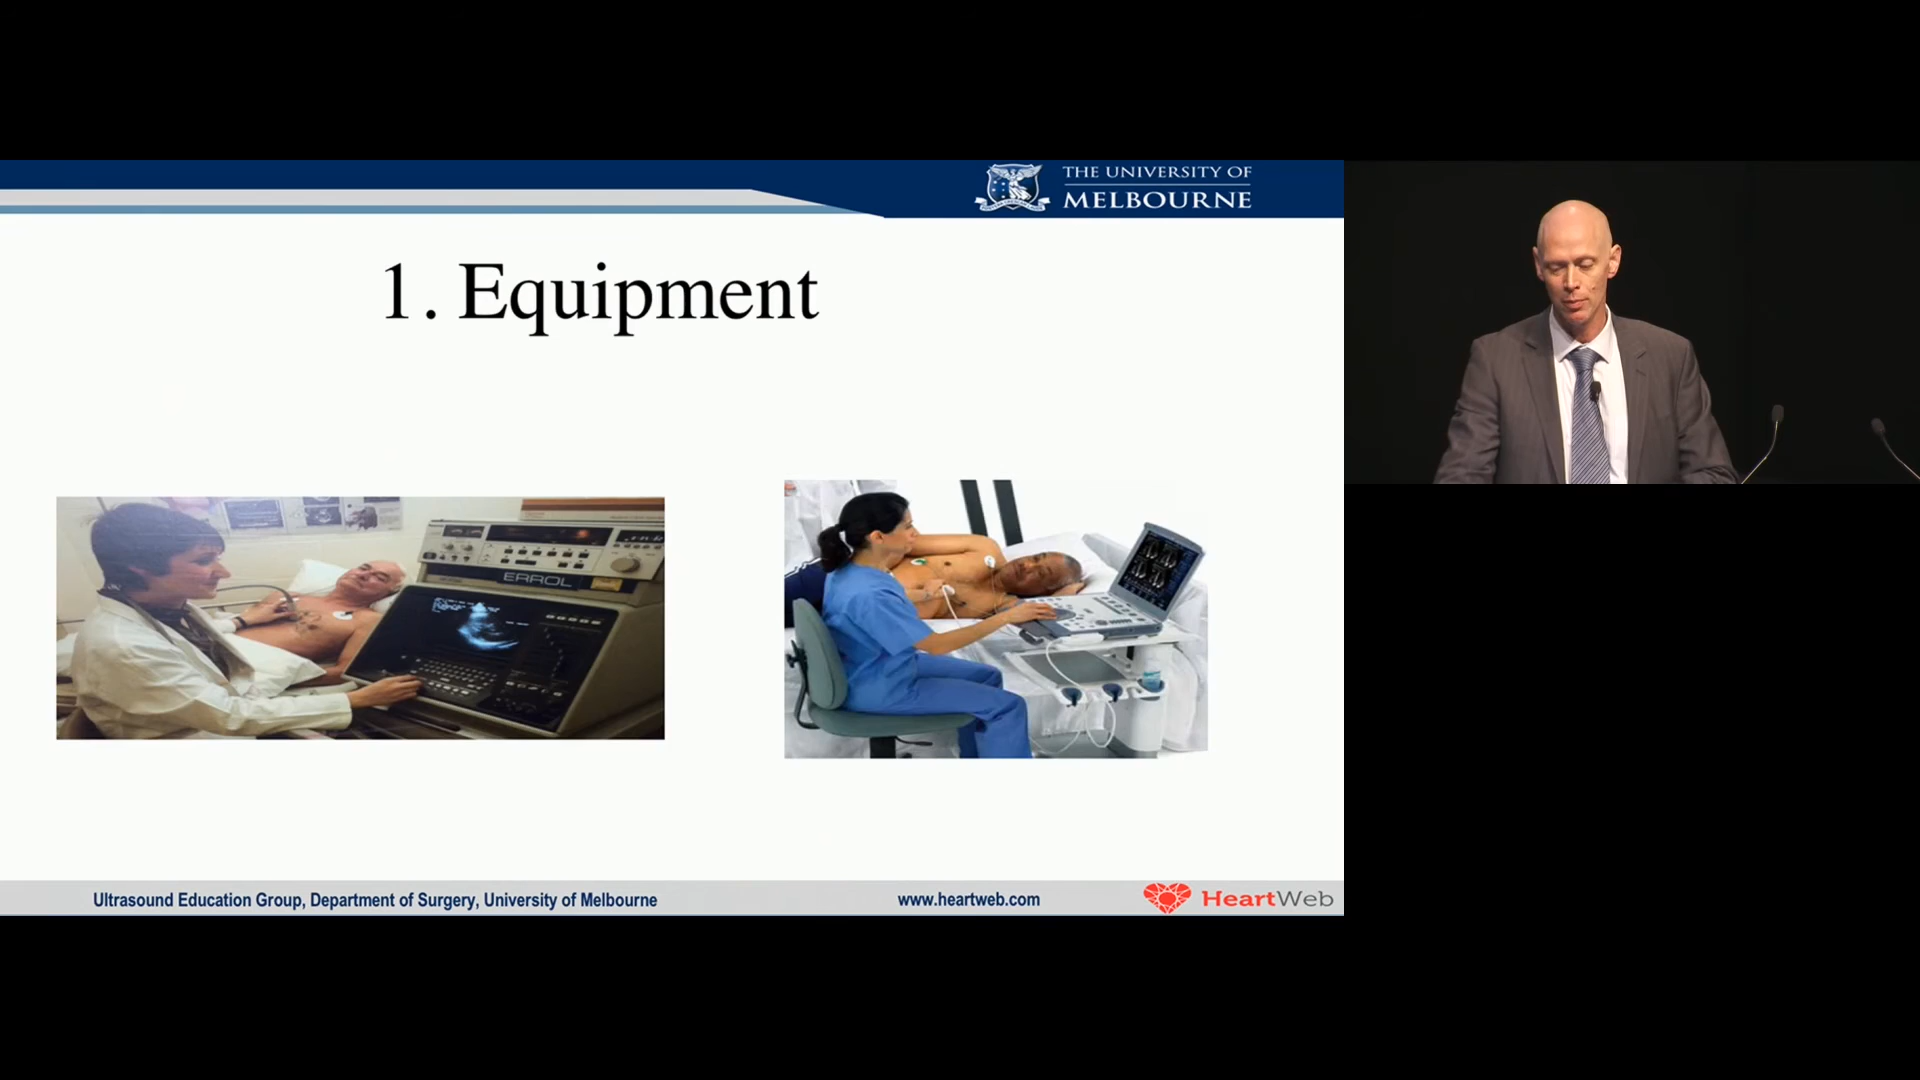 THE UNIVERSITY OF
MELBOURNE
1. Equipment
ERROL
Ultrasound Education Group, Department of Surgery, University of Melbourne
www.heartweb.com
HeartWeb